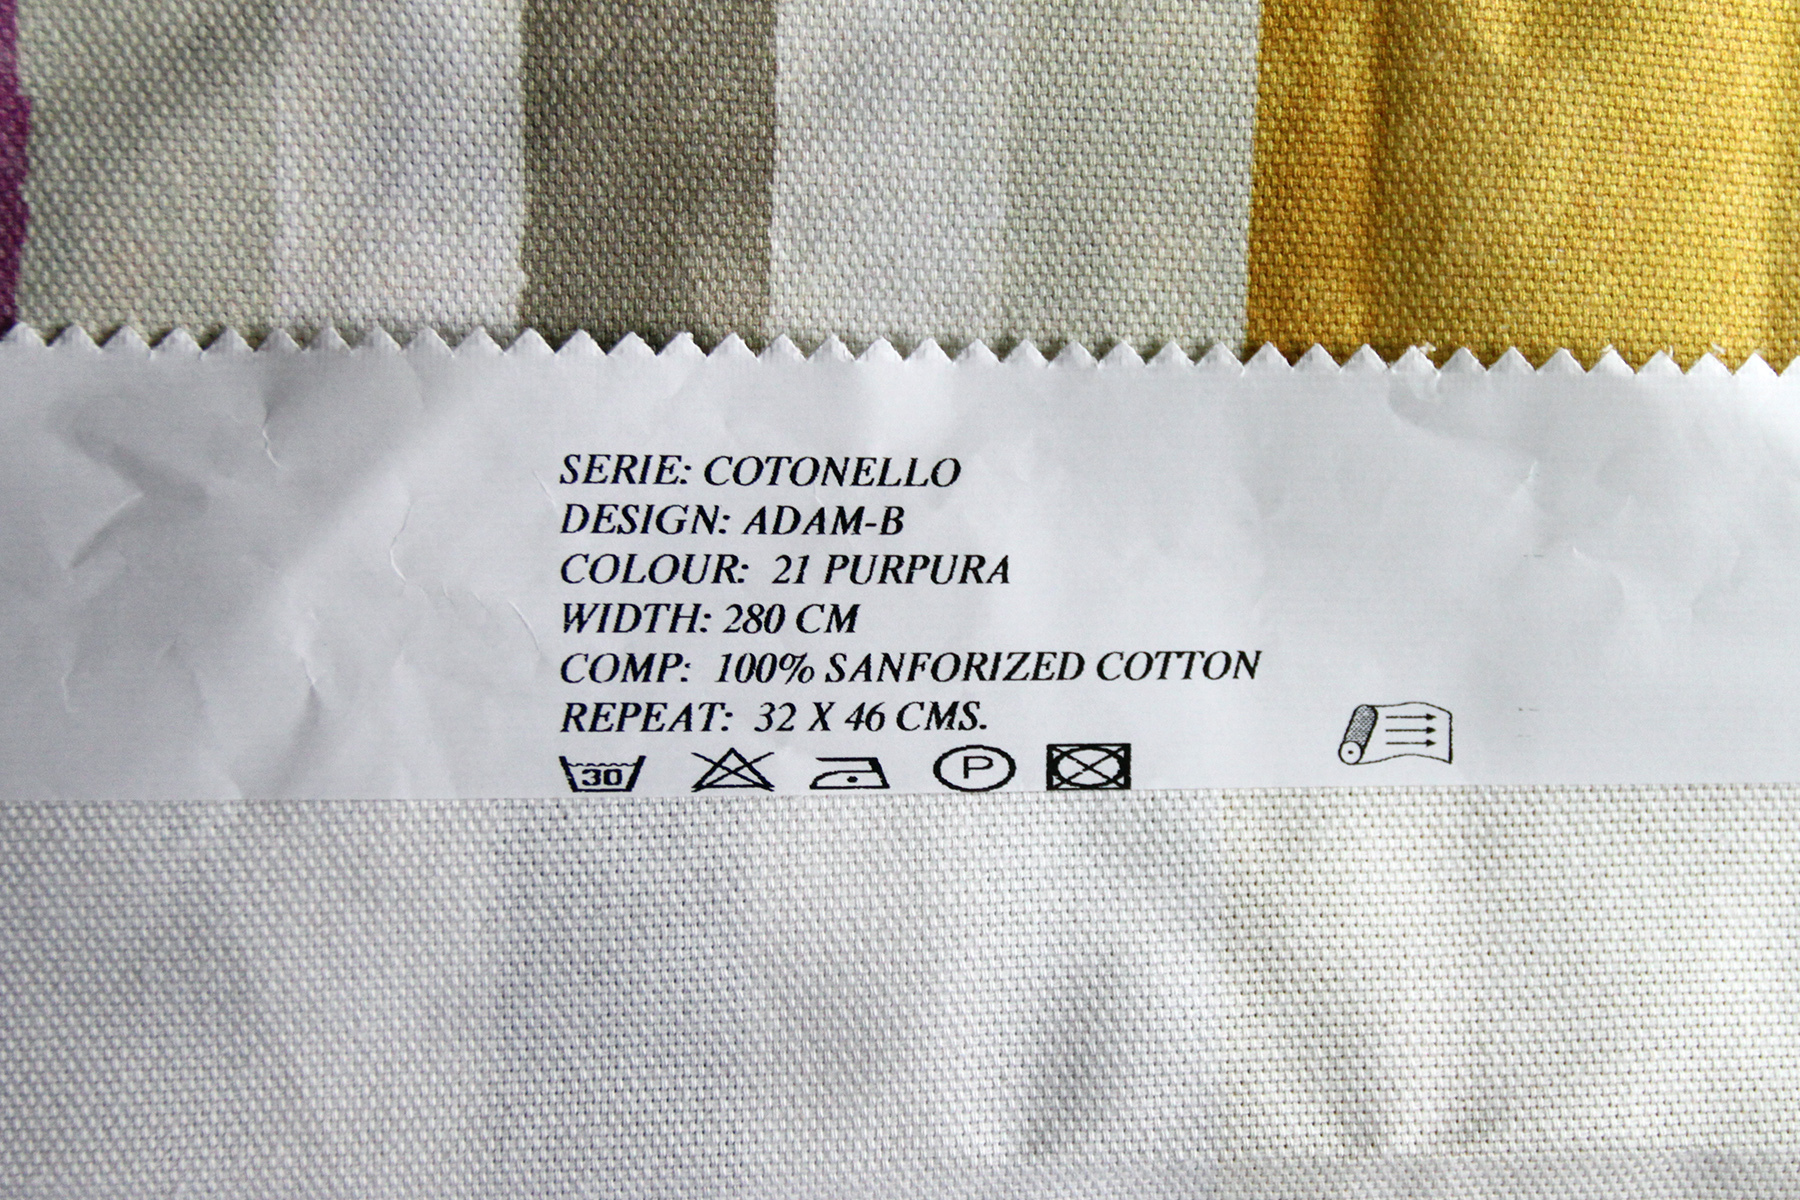 SERIE: COTONELLO
DESIGN: ADAM-B
COLOUR: 21 PURPURA
WIDTH: 280 CM
COMP: 100% SANFORIZED COTTON
REPEAT: 32 X 46 CMS.
30 P